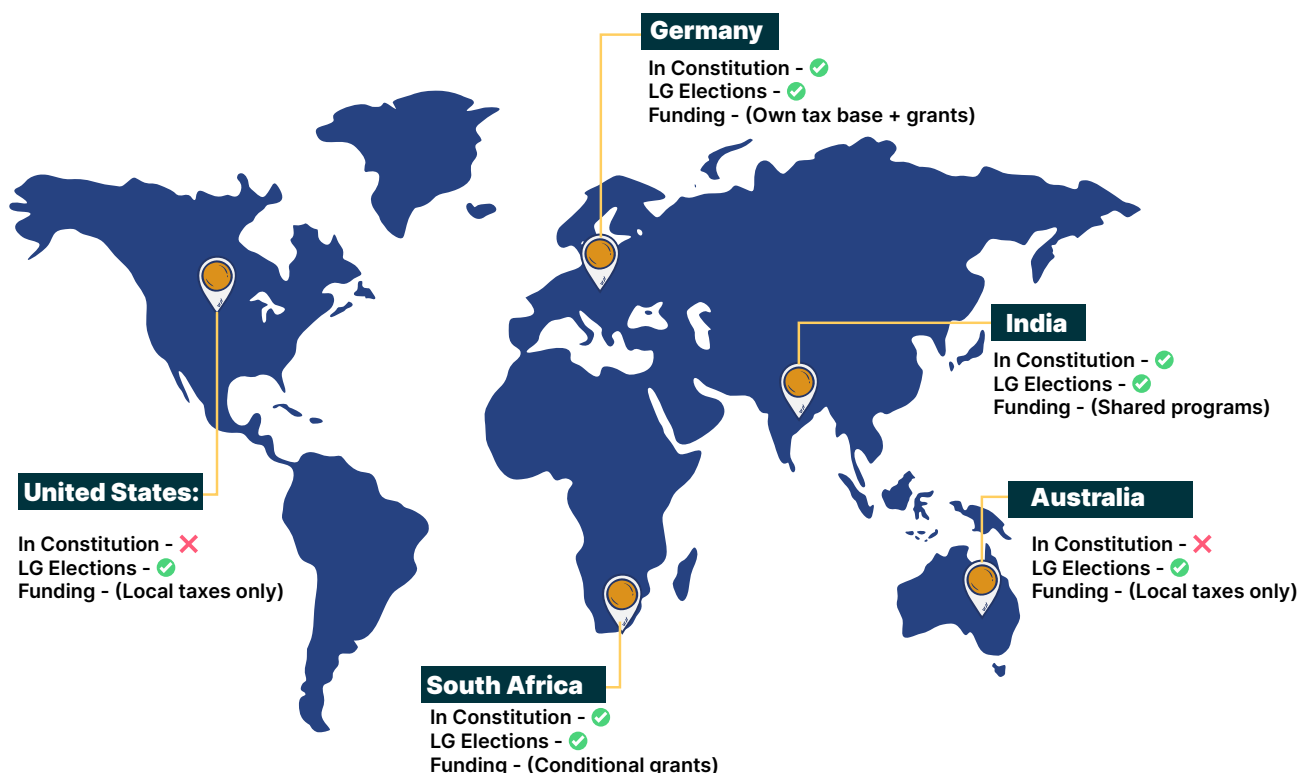 Germany
In Constitution - ✅
LG Elections - ✅
Funding - (Own tax base + grants)
India
In Constitution - ✅
LG Elections - ✅
Funding - (Shared programs)
United States:
In Constitution - ❌
LG Elections - ✅
Funding - (Local taxes only)
Australia
In Constitution - ❌
LG Elections - ✅
Funding - (Local taxes only)
South Africa
In Constitution - ✅
LG Elections - ✅
Funding - (Conditional grants)